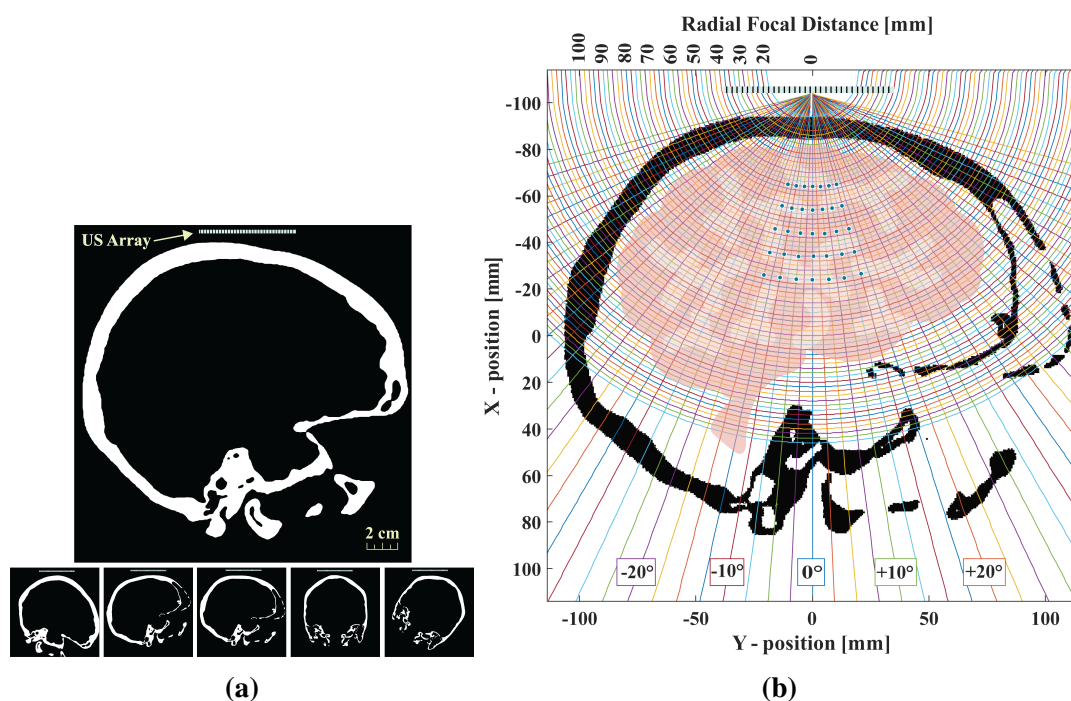 US Array
2 cm
(a)
Radial Focal Distance [mm]
100 90 80 70 60 50 40 30 20 0
X - position [mm]
-100
-80
-60
-40
-20
0
20
40
60
80
100
-20° -10° 0° +10° +20°
-100 -50 0 50 100
Y - position [mm]
(b)